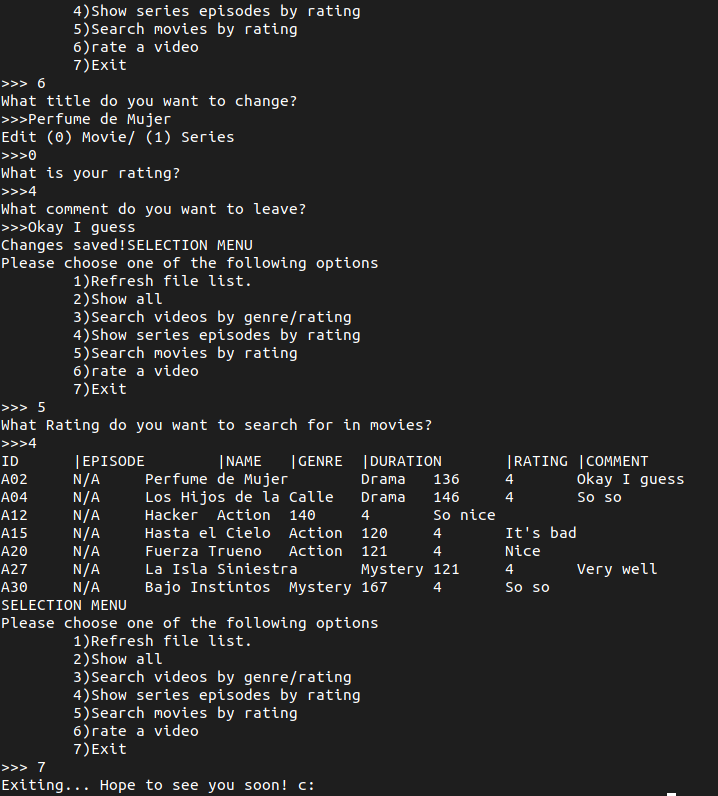 4)Show series episodes by rating
5)Search movies by rating
6)rate a video
7)Exit
>>> 6
What title do you want to change?
>>>Perfume de Mujer
Edit (0) Movie/ (1) Series
>>>0
What is your rating?
>>>4
What comment do you want to leave?
>>>Okay I guess
Changes saved!SELECTION MENU
Please choose one of the following options
1)Refresh file list.
2)Show all
3)Search videos by genre/rating
4)Show series episodes by rating
5)Search movies by rating
6)rate a video
7)Exit
>>> 5
What Rating do you want to search for in movies?
>>>4
ID |EPISODE |NAME |GENRE |DURATION |RATING |COMMENT
A02 N/A Perfume de Mujer Drama 136 4 Okay I guess
A04 N/A Los Hijos de la Calle Drama 146 4 So so
A12 N/A Hacker Action 140 4 So nice
A15 N/A Hasta el Cielo Action 120 4 It's bad
A20 N/A Fuerza Trueno Action 121 4 Nice
A27 N/A La Isla Siniestra Mystery 121 4 Very well
A30 N/A Bajo Instintos Mystery 167 4 So so
SELECTION MENU
Please choose one of the following options
1)Refresh file list.
2)Show all
3)Search videos by genre/rating
4)Show series episodes by rating
5)Search movies by rating
6)rate a video
7)Exit
>>> 7
Exiting... Hope to see you soon! c: